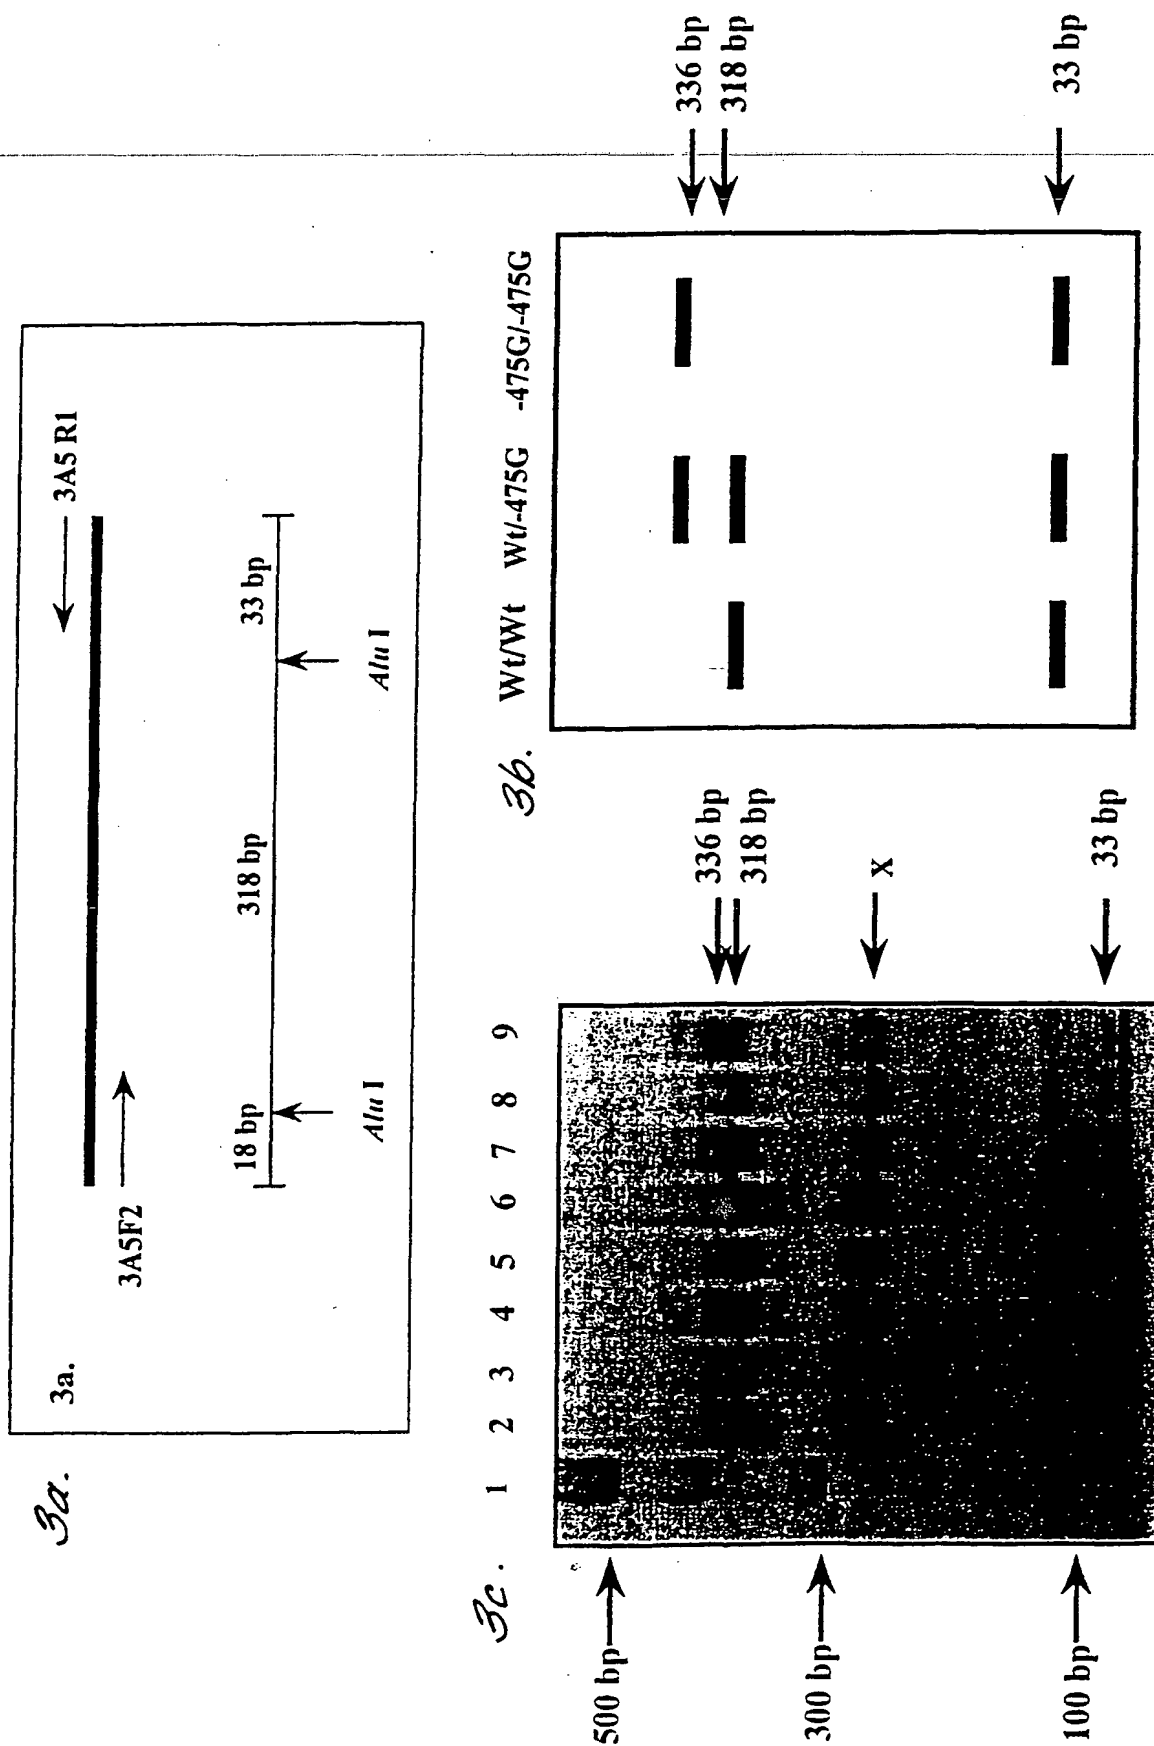 3a.
3a.
3A5F2
3A5 R1
18 bp
318 bp
33 bp
Alu I
Alu I
3b.
Wt/Wt Wt/-475G -475G/-475G
336 bp
318 bp
33 bp
3c.
1 2 3 4 5 6 7 8 9
500 bp
300 bp
100 bp
336 bp
318 bp
X
33 bp